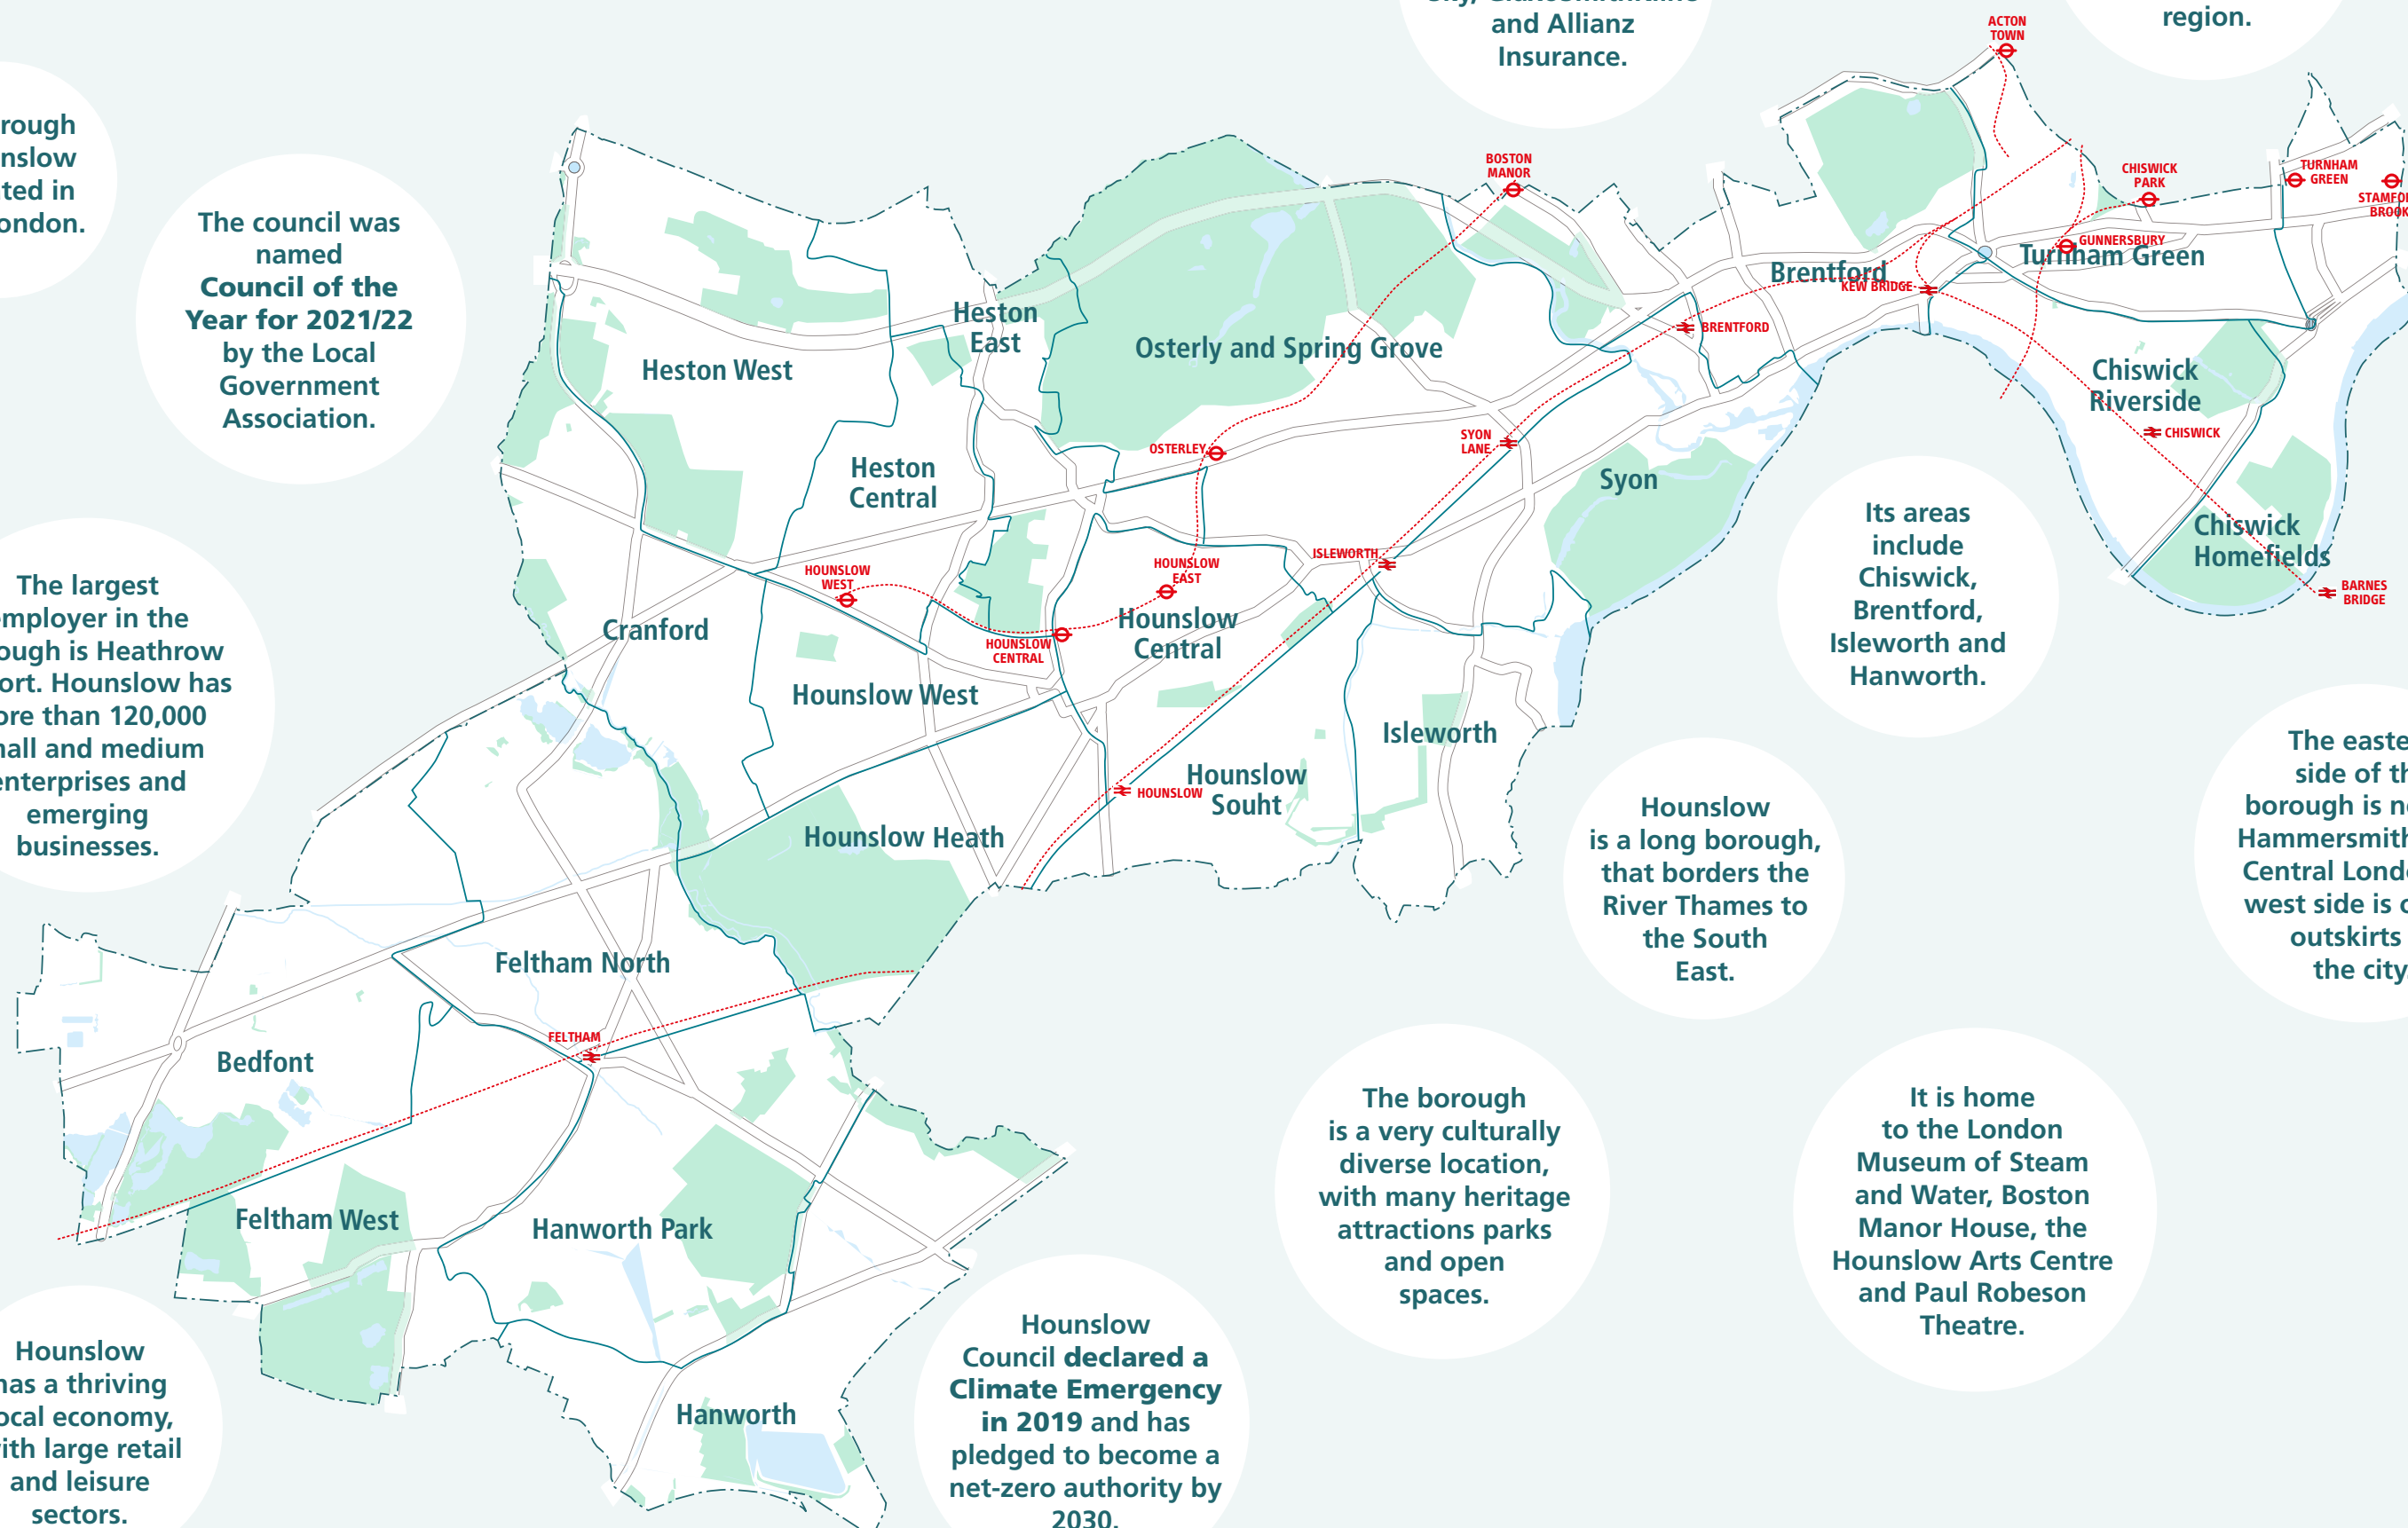 and Allianz
Insurance.
region.
ACTON
TOWN
ted in
The council was
named
Council of the
Year for 2021/22
by the Local
Government
Association.
BOSTON
MANOR
CHISWICK
PARK
TURNHAM
GREEN
BROOK
GUNNERSBURY
Turnham Green
Brentford
KEW BRIDGE
BRENTFORD
Heston
East
Heston West
Osterly and Spring Grove
Chiswick
Riverside
CHISWICK
OSTERLEY
SYON
LANE
Heston
Central
Syon
Chiswick
Homefields
BARNES
BRIDGE
Its areas
include
Chiswick,
Brentford,
Isleworth and
Hanworth.
ISLEWORTH
HOUNSLOW
WEST
HOUNSLOW
EAST
Cranford
HOUNSLOW
CENTRAL
Hounslow
Central
Hounslow West
Isleworth
The largest
employer in the
ough is Heathrow
ort. Hounslow has
ore than 120,000
mall and medium
enterprises and
emerging
businesses.
Hounslow
Souht
HOUNSLOW
Hounslow Heath
Hounslow
is a long borough,
that borders the
River Thames to
the South
East.
The easte
side of th
borough is ne
Hammersmith
Central Londo
west side is o
outskirts
the city
Feltham North
FELTHAM
Bedfont
Feltham West
Hanworth Park
Hanworth
The borough
is a very culturally
diverse location,
with many heritage
attractions parks
and open
spaces.
It is home
to the London
Museum of Steam
and Water, Boston
Manor House, the
Hounslow Arts Centre
and Paul Robeson
Theatre.
Hounslow
has a thriving
ocal economy,
ith large retail
and leisure
sectors.
Hounslow
Council declared a
Climate Emergency
in 2019 and has
pledged to become a
net-zero authority by
2030.